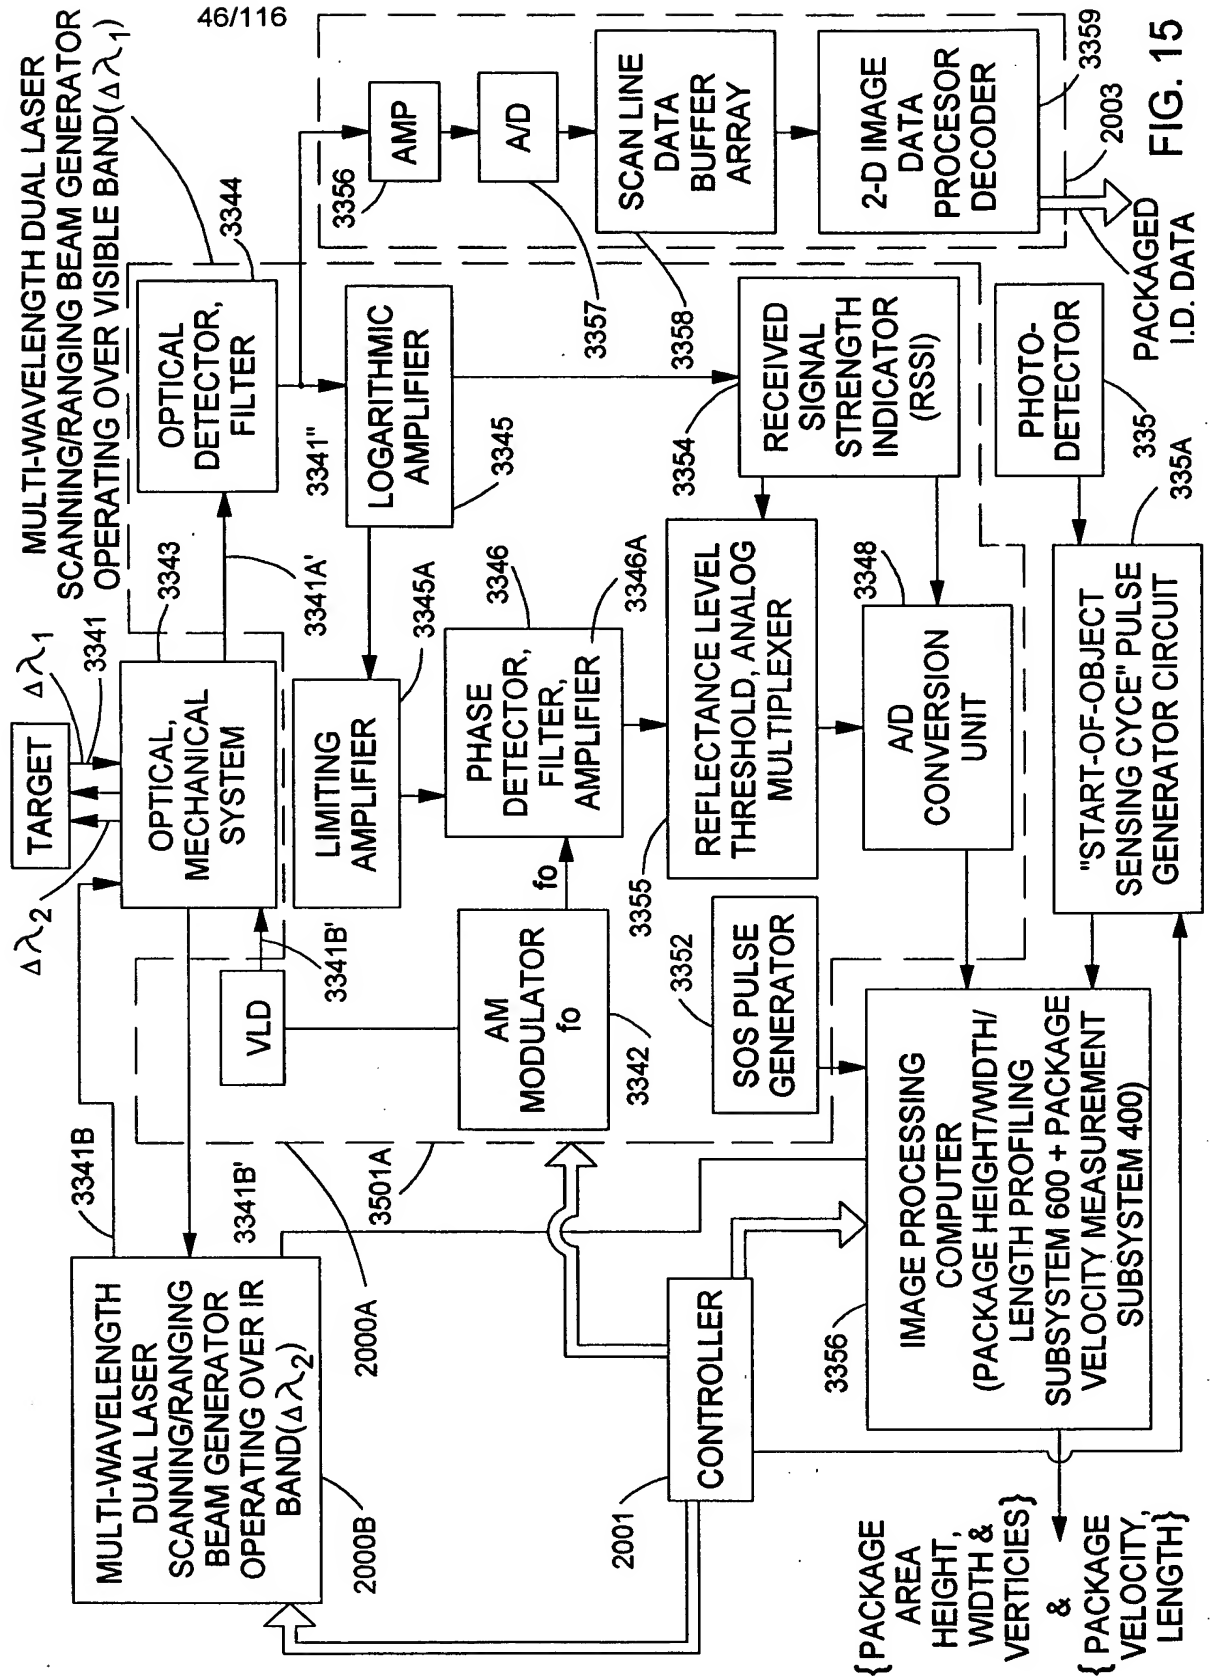 46/116
MULTI-WAVELENGTH DUAL LASER
SCANNING/RANGING BEAM GENERATOR
OPERATING OVER VISIBLE BAND(Δλ1)
TARGET
Δλ1
3341
Δλ2
3343
OPTICAL,
MECHANICAL
SYSTEM
3341A'
3344
OPTICAL
DETECTOR,
FILTER
3341"
3341B
3341B'
MULTI-WAVELENGTH
DUAL LASER
SCANNING/RANGING
BEAM GENERATOR
OPERATING OVER IR
BAND(Δλ2)
2000B
2000A
3501A
VLD
3341B'
LIMITING
AMPLIFIER
3345A
LOGARITHMIC
AMPLIFIER
3345
3356
AMP
A/D
3357
SCAN LINE
DATA
BUFFER
ARRAY
3358
2-D IMAGE
DATA
PROCESOR
DECODER
3359
2003
PACKAGED
I.D. DATA
AM
MODULATOR
fo
3342
fo
PHASE
DETECTOR,
FILTER,
AMPLIFIER
3346
3346A
3354
RECEIVED
SIGNAL
STRENGTH
INDICATOR
(RSSI)
REFLECTANCE LEVEL
THRESHOLD, ANALOG
MULTIPLEXER
3355
3348
A/D
CONVERSION
UNIT
SOS PULSE
GENERATOR
3352
PHOTO-
DETECTOR
335
335A
"START-OF-OBJECT
SENSING CYCE" PULSE
GENERATOR CIRCUIT
CONTROLLER
2001
3356
IMAGE PROCESSING
COMPUTER
(PACKAGE HEIGHT/WIDTH/
LENGTH PROFILING
SUBSYSTEM 600 + PACKAGE
VELOCITY MEASUREMENT
SUBSYSTEM 400)
{PACKAGE
AREA
HEIGHT,
WIDTH &
VERTICIES}
&
{PACKAGE
VELOCITY,
LENGTH}
FIG. 15